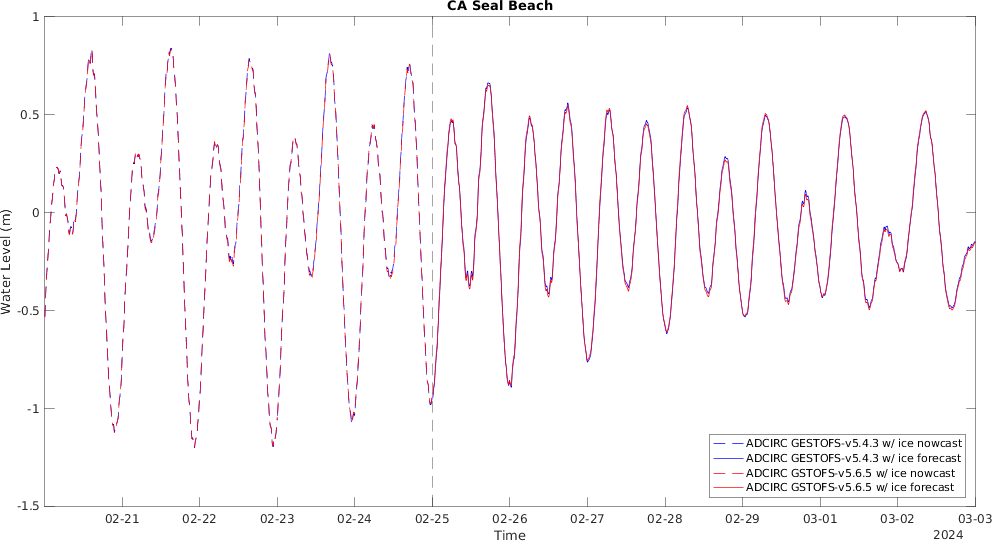 CA Seal Beach
1
0.5
0
-0.5
-1
-1.5
Water Level (m)
ADCIRC GESTOFS-v5.4.3 w/ ice nowcast
ADCIRC GESTOFS-v5.4.3 w/ ice forecast
ADCIRC GSTOFS-v5.6.5 w/ ice nowcast
ADCIRC GSTOFS-v5.6.5 w/ ice forecast
02-21 02-22 02-23 02-24 02-25 02-26 02-27 02-28 02-29 03-01 03-02 03-03
Time
2024